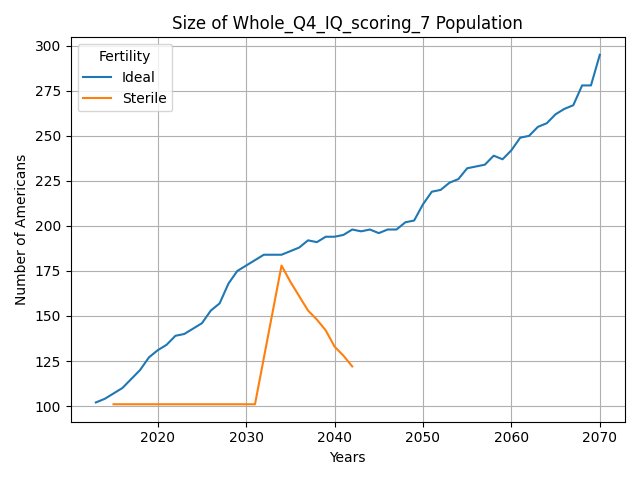 Size of Whole_Q4_IQ_scoring_7 Population
Fertility
Ideal
Sterile
Number of Americans
300
275
250
225
200
175
150
125
100
2020 2030 2040 2050 2060 2070
Years